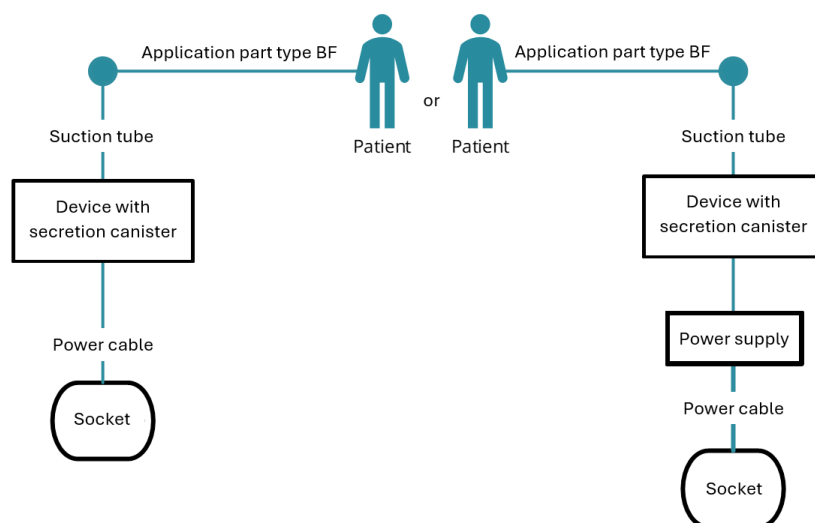 Application part type BF
Application part type BF
or
Patient
Patient
Suction tube
Suction tube
Device with
secretion canister
Device with
secretion canister
Power cable
Power supply
Socket
Power cable
Socket